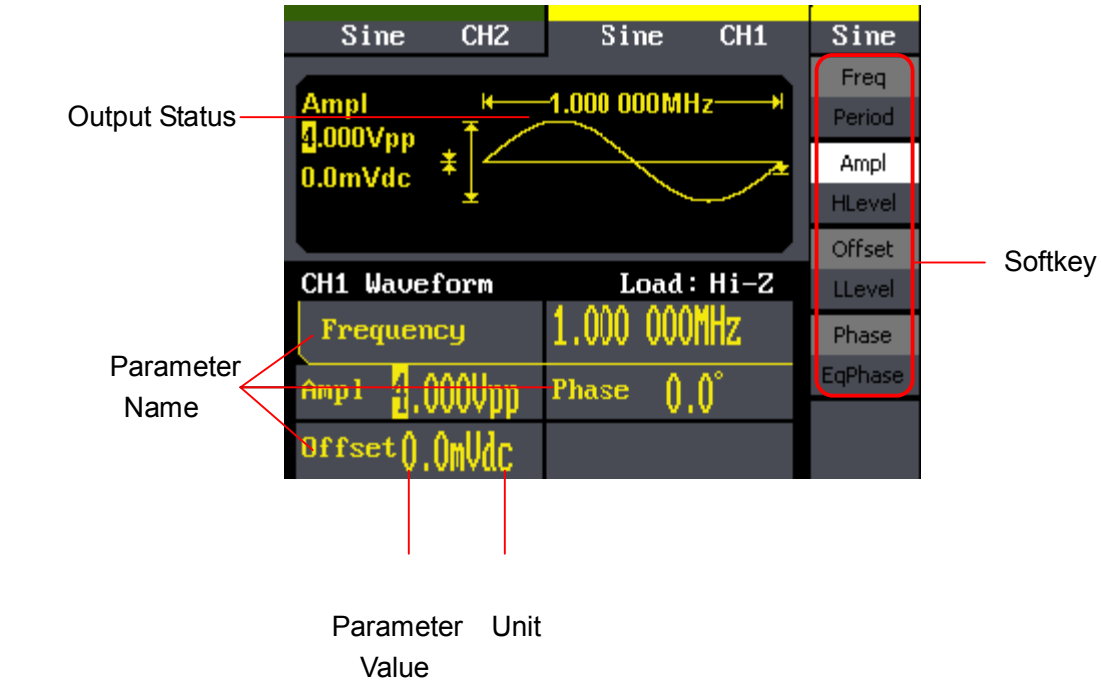 Sine CH2 Sine CH1 Sine
Freq
Period
Ampl
HLevel
Offset
LLevel
Phase
EqPhase
Output Status
Ampl
4.000Vpp
0.0mVdc
1.000 000MHz
Softkey
CH1 Waveform Load: Hi-Z
Frequency 1.000 000MHz
Ampl 4.000Vpp Phase 0.0°
Offset 0.0mVdc
Parameter
Name
Parameter Unit
Value